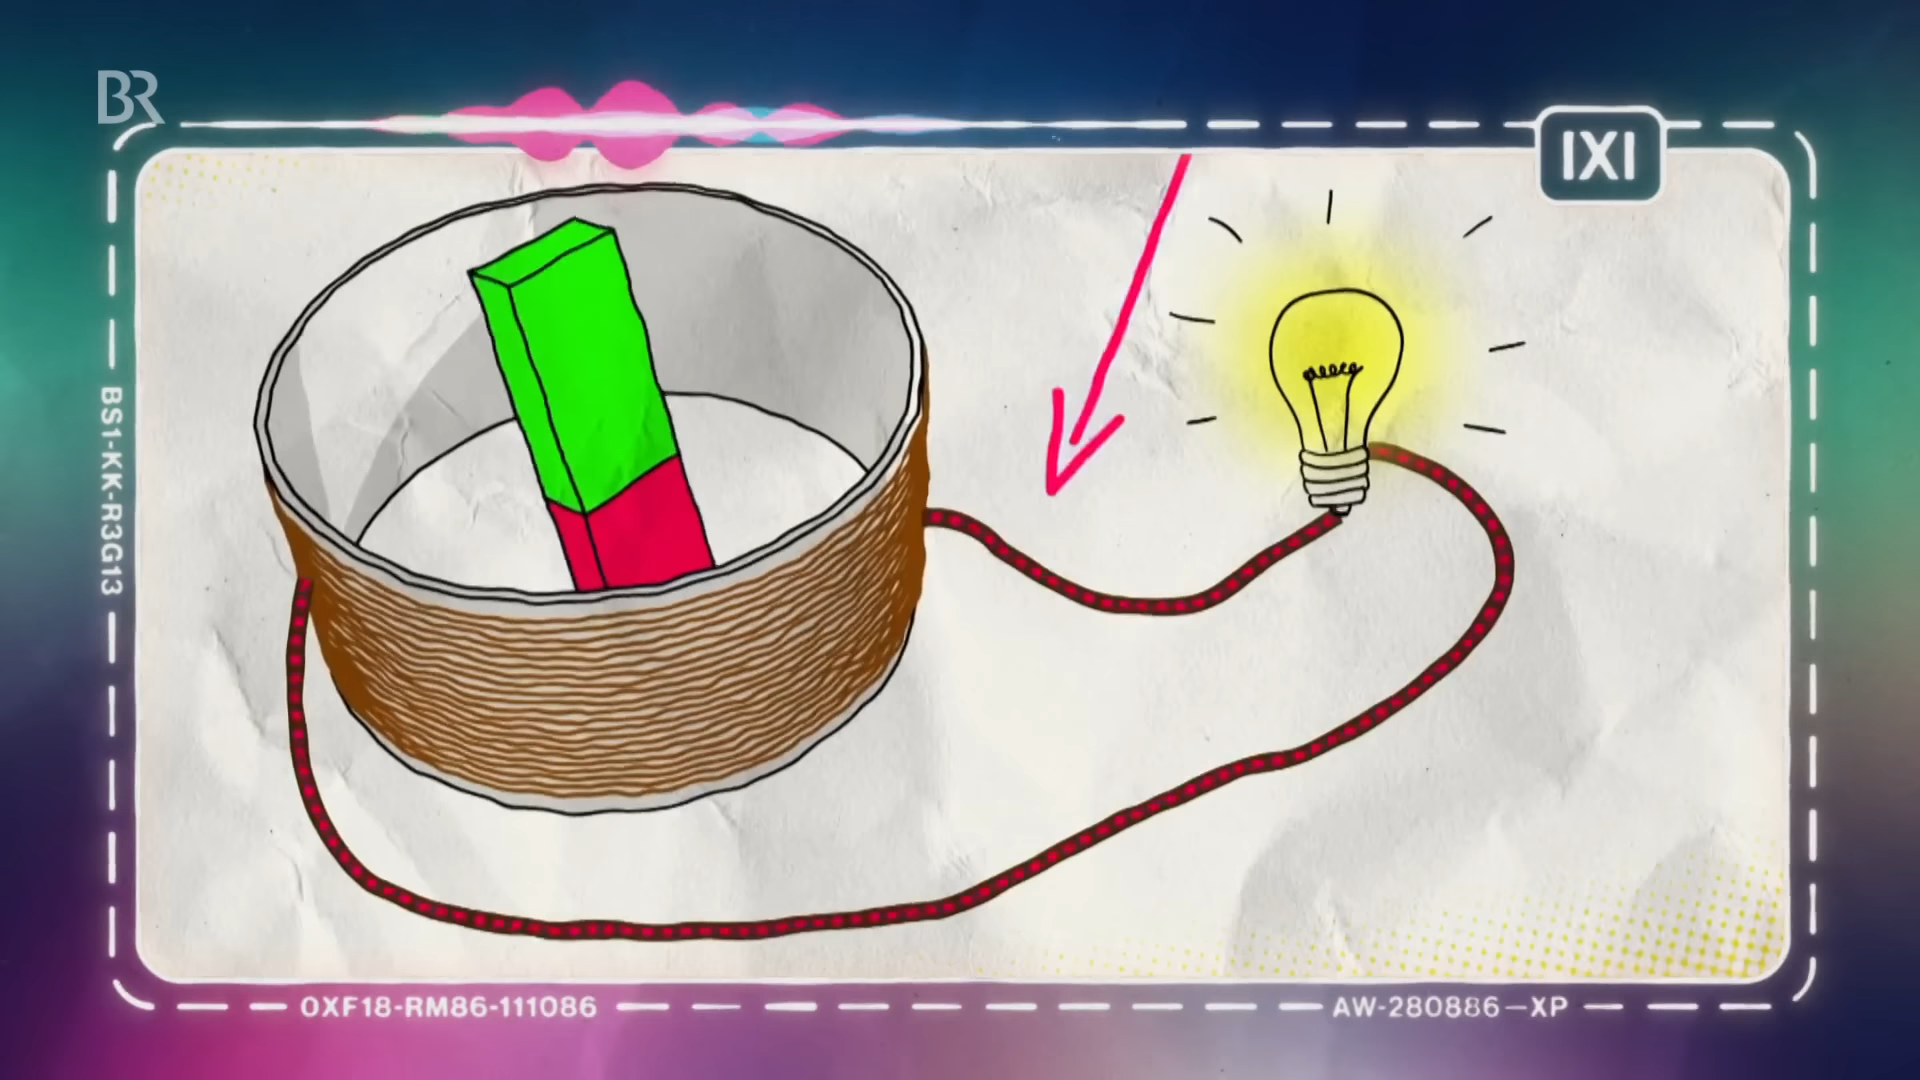 BR
IXI
BS1-KK-R3G13
0XF18-RM86-111086
AW-280886-XP